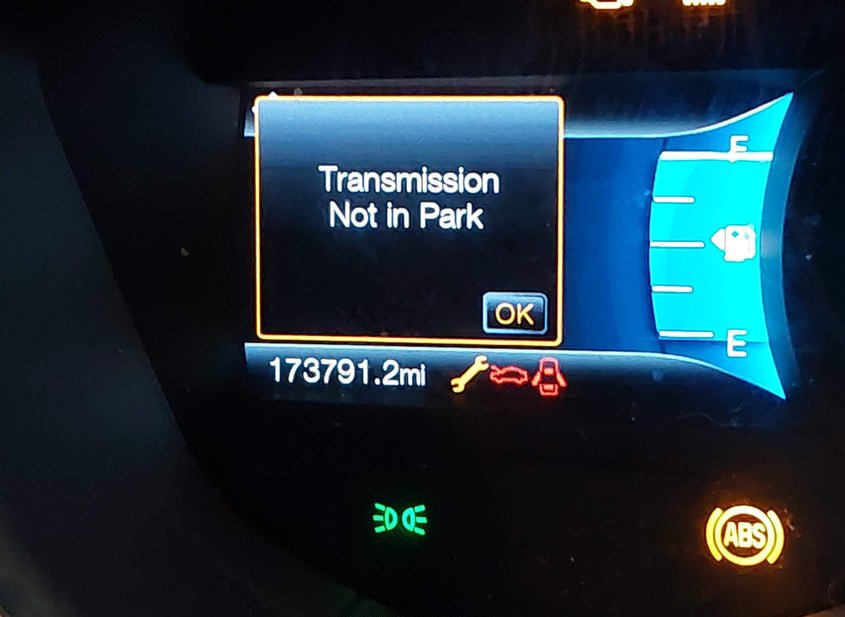 F
Transmission
Not in Park
OK
E
173791.2mi
ABS